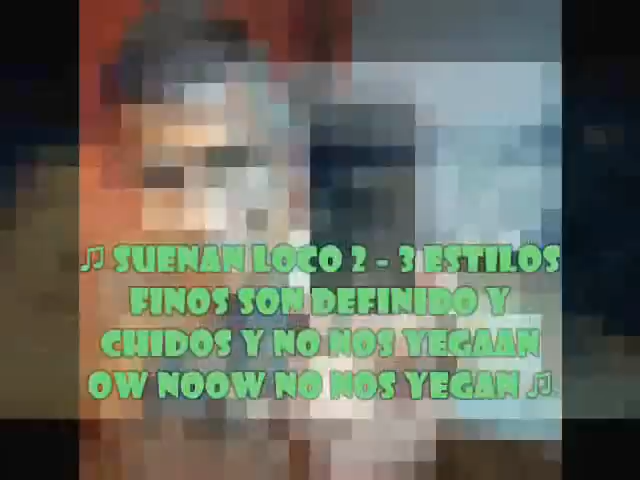 ♫ SUENAN LOCO 2 - 3 ESTILOS
FINOS SON DEFINIDO Y
CHIDOS Y NO NOS YEGAAN
OW NOOW NO NOS YEGAN ♫